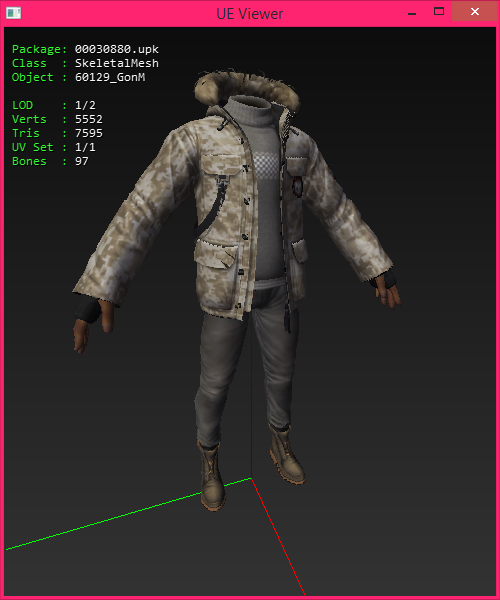 UE Viewer
Package: 00030880.upk
Class : SkeletalMesh
Object : 60129_GonM
LOD : 1/2
Verts : 5552
Tris : 7595
UV Set : 1/1
Bones : 97